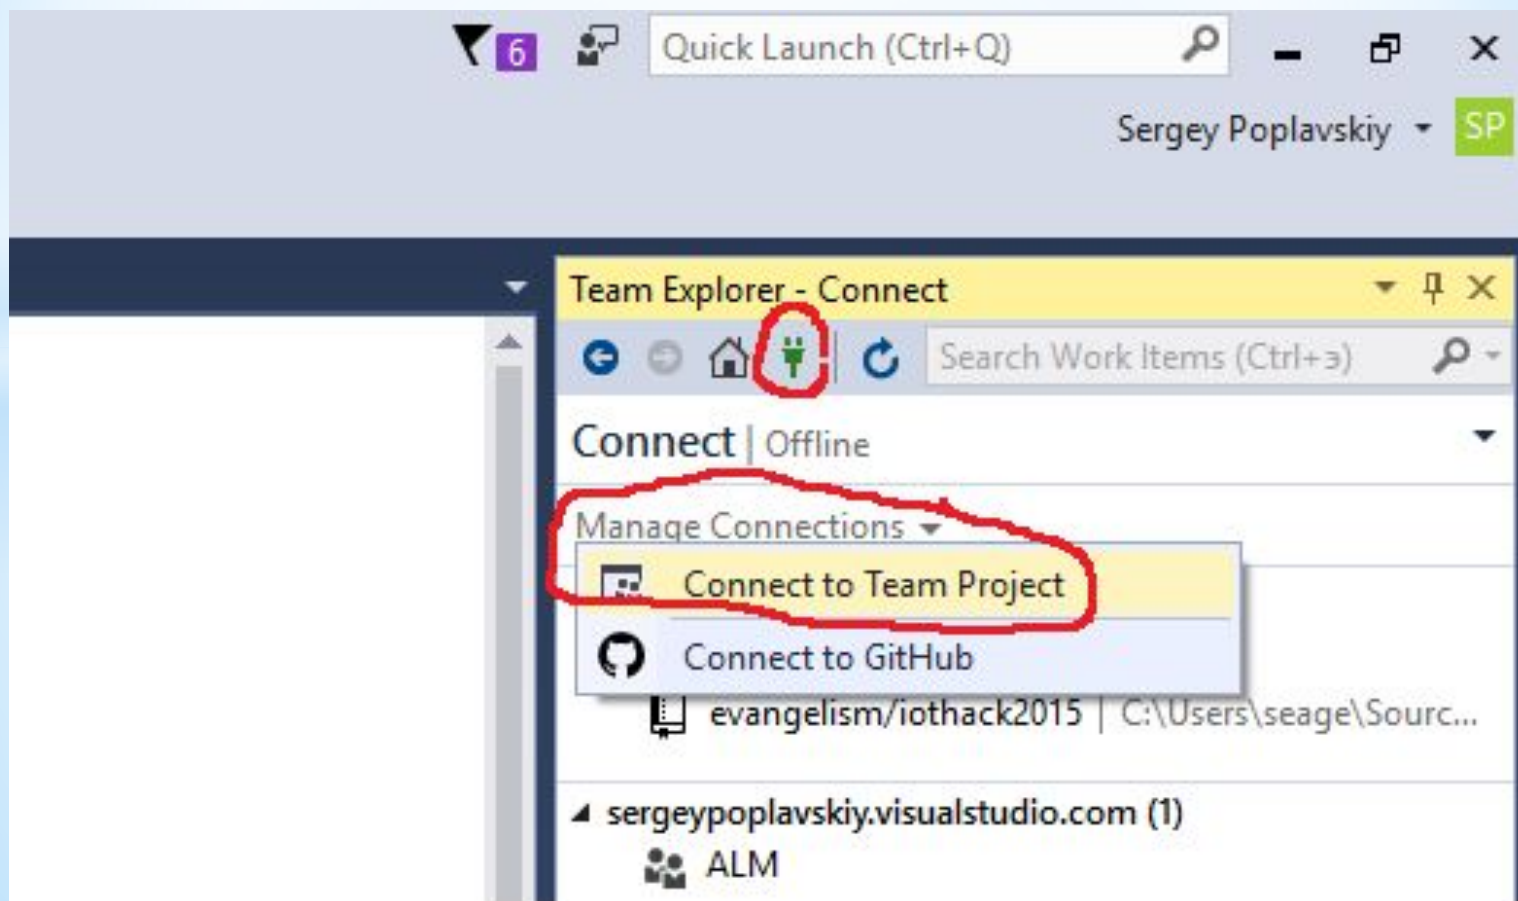 6
Quick Launch (Ctrl+Q)
Sergey Poplavskiy
SP
Team Explorer - Connect
Search Work Items (Ctrl+э)
Connect | Offline
Manage Connections
Connect to Team Project
Connect to GitHub
evangelism/iothack2015 | C:\Users\seage\Sourc...
sergeypoplavskiy.visualstudio.com (1)
ALM